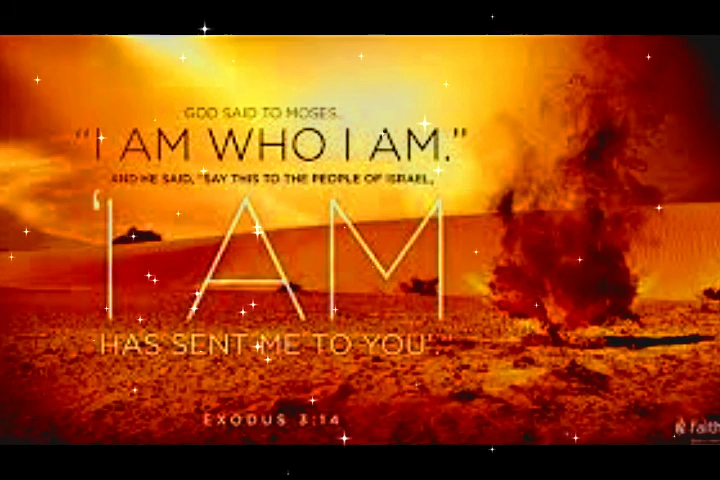 GOD SAID TO MOSES,
"I AM WHO I AM."
AND HE SAID, "SAY THIS TO THE PEOPLE OF ISRAEL,
'I AM
HAS SENT ME TO YOU'."
EXODUS 3:14
faith